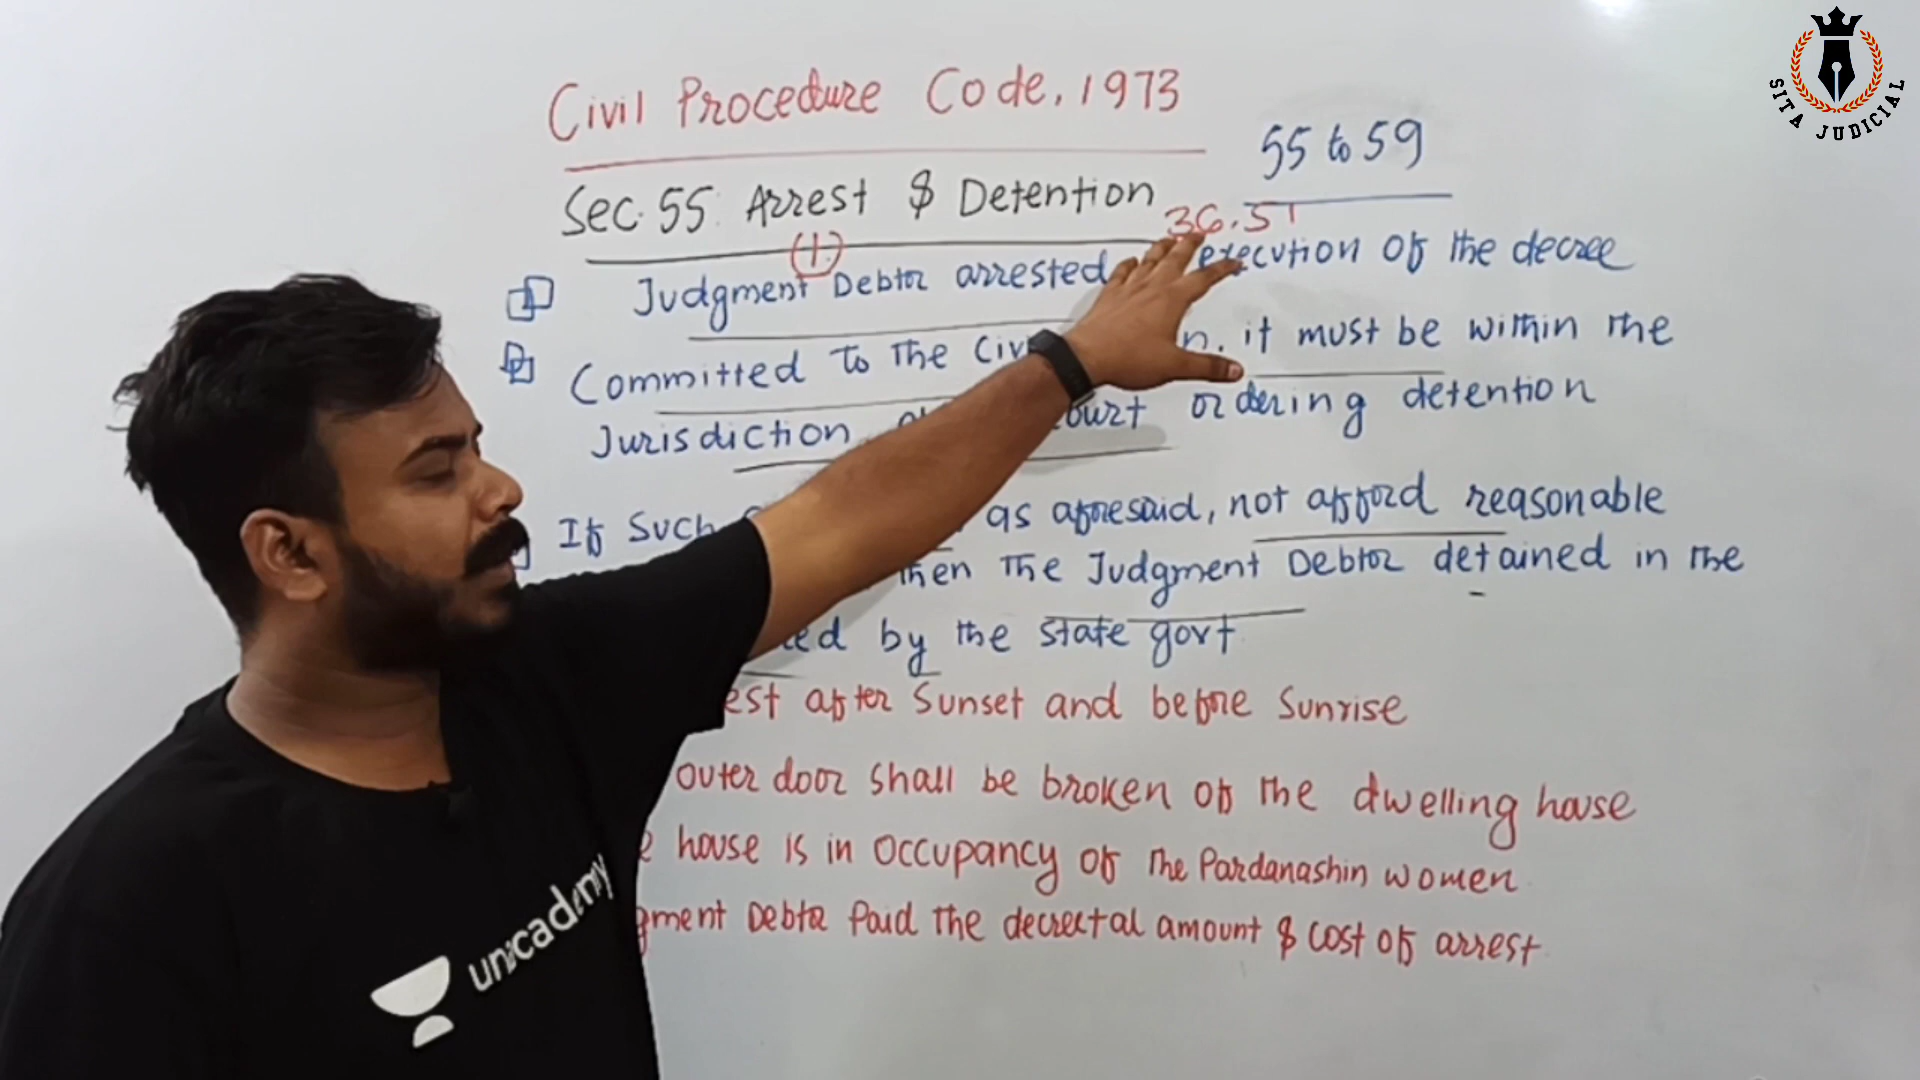 SITA JUDICIAL
Civil Procedure Code, 1973
55 to 59
Sec. 55 Arrest & Detention
36.51
(1)
Judgment Debtor arrested execution of the decree
Committed to the Civ n. it must be within the
Jurisdiction ourt ordering detention
If Such as aforesaid, not afford reasonable
then the Judgment Debtor detained in the
ed by the state govt
est after Sunset and before Sunrise
outer door shall be broken of the dwelling house
e house is in occupancy of the Pardanashin women
gment Debtor Paid the decreetal amount & cost of arrest
unacademy